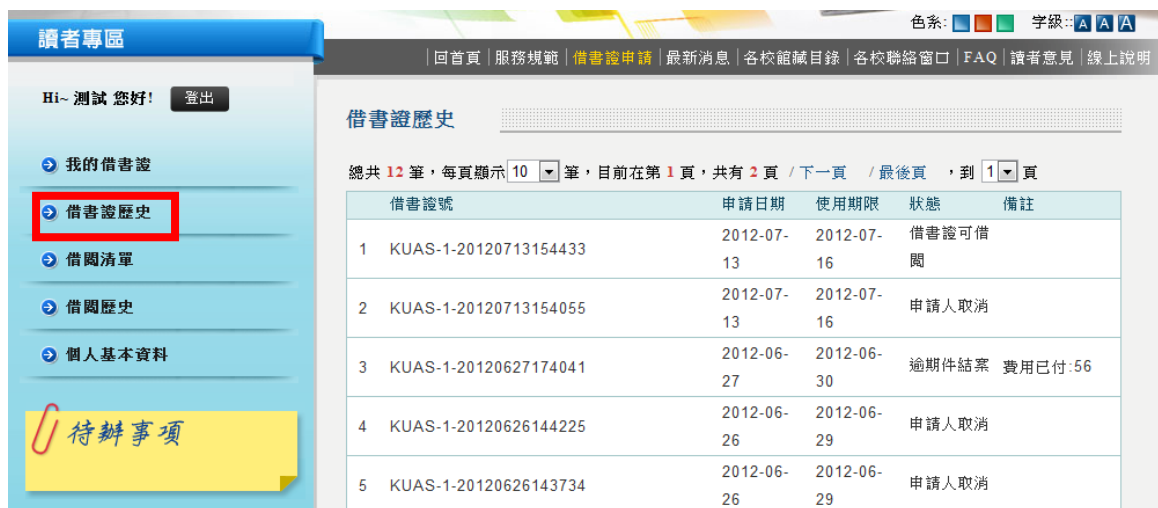 色系: 字級::A A A
讀者專區
|回首頁|服務規範|借書證申請|最新消息|各校館藏目錄|各校聯絡窗口|FAQ|讀者意見|線上說明
Hi~ 測試 您好! 登出
我的借書證
借書證歷史
借閱清單
借閱歷史
個人基本資料
待辦事項
借書證歷史
總共 12 筆，每頁顯示 10 筆，目前在第 1 頁，共有 2 頁 /下一頁 /最後頁 ，到 1 頁
借書證號 申請日期 使用期限 狀態 備註
1 KUAS-1-20120713154433 2012-07-13 2012-07-16 借書證可借閱
2 KUAS-1-20120713154055 2012-07-13 2012-07-16 申請人取消
3 KUAS-1-20120627174041 2012-06-27 2012-06-30 逾期件結案 費用已付:56
4 KUAS-1-20120626144225 2012-06-26 2012-06-29 申請人取消
5 KUAS-1-20120626143734 2012-06-26 2012-06-29 申請人取消